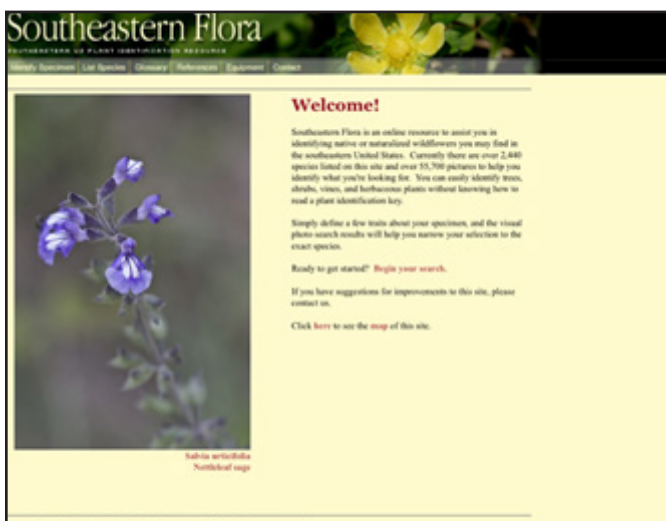 Southeastern Flora
SOUTHEASTERN US PLANT IDENTIFICATION RESOURCE
Identify Specimen List Species Glossary References Equipment Contact
Welcome!
Southeastern Flora is an online resource to assist you in
identifying native or naturalized wildflowers you may find in
the southeastern United States. Currently there are over 2,440
species listed on this site and over 55,700 pictures to help you
identify what you're looking for. You can easily identify trees,
shrubs, vines, and herbaceous plants without knowing how to
read a plant identification key.
Simply define a few traits about your specimen, and the visual
photo search results will help you narrow your selection to the
exact species.
Ready to get started? Begin your search.
If you have suggestions for improvements to this site, please
contact us.
Click here to see the map of this site.
Salvia urticifolia
Nettleleaf sage